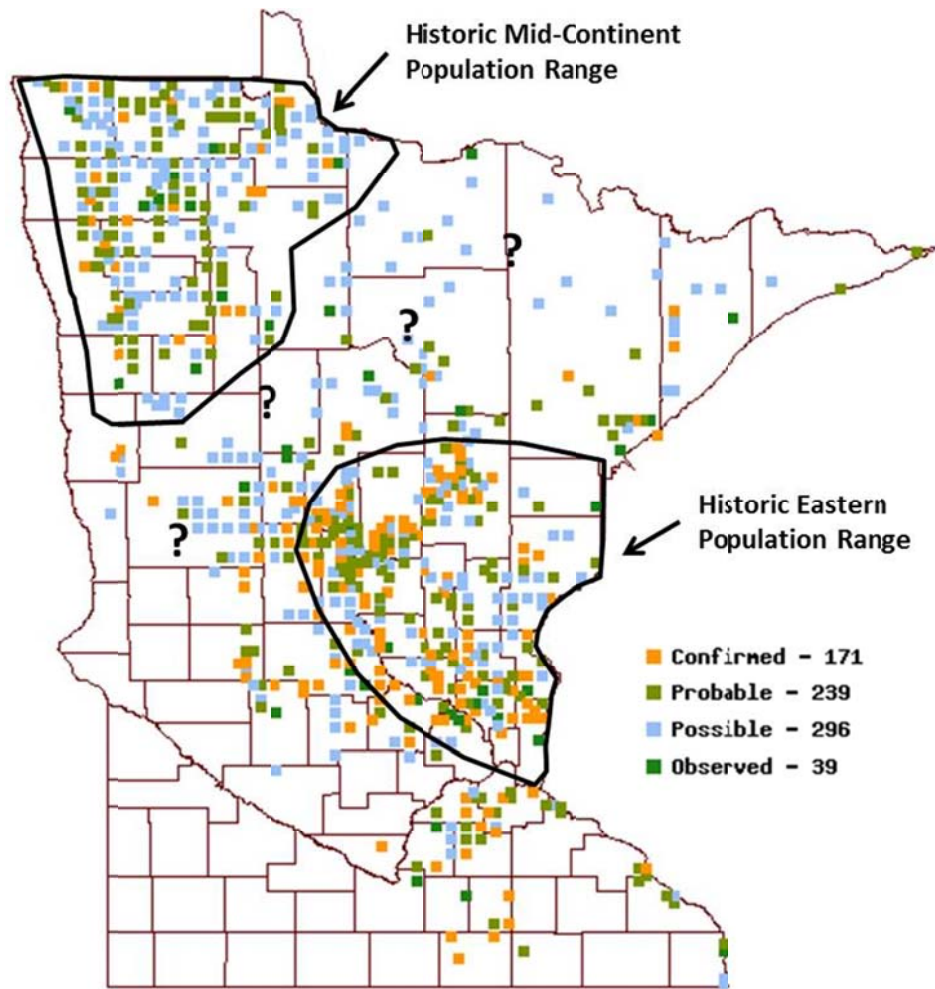 Historic Mid-Continent
Population Range
?
?
?
?
Historic Eastern
Population Range
Confirmed - 171
Probable - 239
Possible - 296
Observed - 39